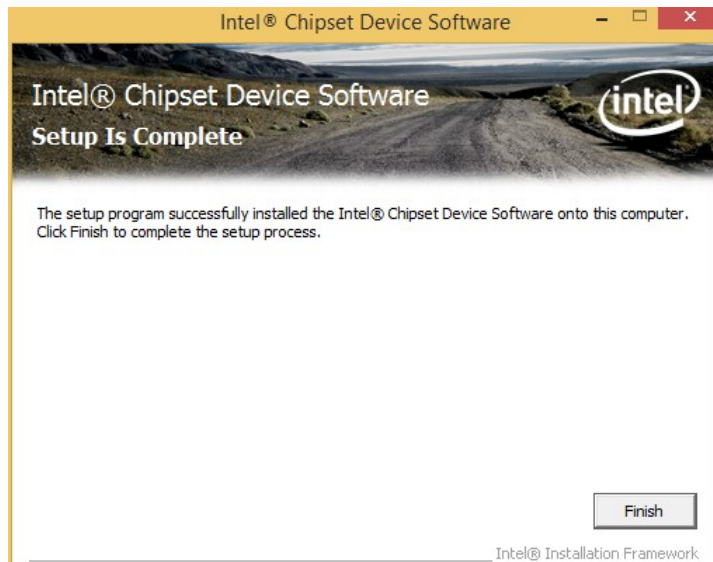 Intel® Chipset Device Software
Intel® Chipset Device Software
intel
Setup Is Complete
The setup program successfully installed the Intel® Chipset Device Software onto this computer.
Click Finish to complete the setup process.
Finish
Intel® Installation Framework